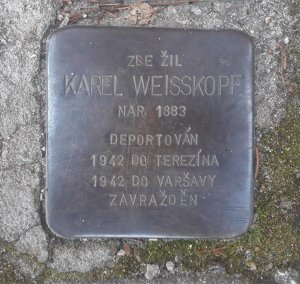 ZDE ŽIL
KAREL WEISSKOPF
NAR. 1883
DEPORTOVÁN
1942 DO TEREZÍNA
1942 DO VARŠAVY
ZAVRAŽDĚN